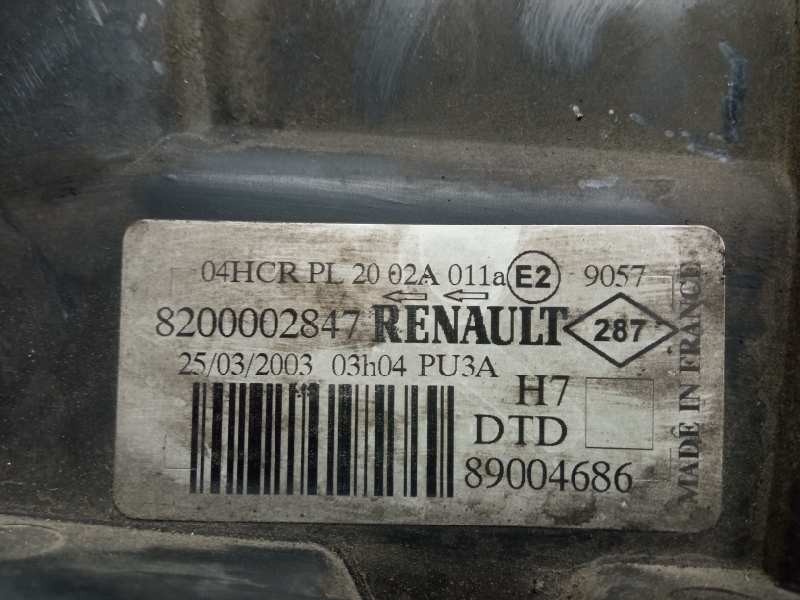 04HCR PL 20 02A 011a E2 9057
8200002847 RENAULT 287
25/03/2003 03h04 PU3A
H7
DTD
89004686
MADE IN FRANCE